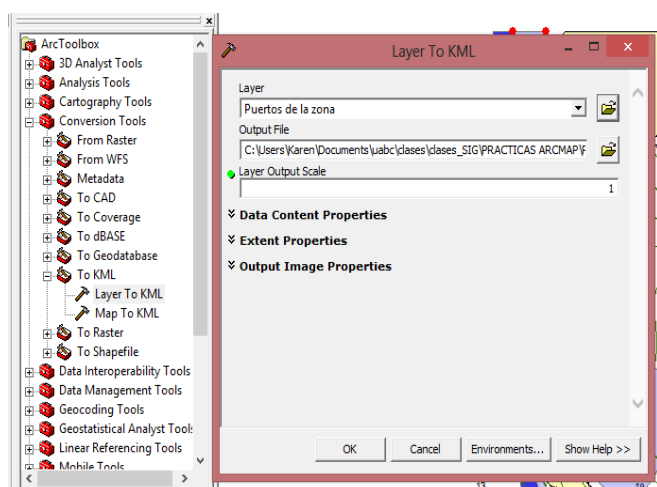 ArcToolbox
3D Analyst Tools
Analysis Tools
Cartography Tools
Conversion Tools
From Raster
From WFS
Metadata
To CAD
To Coverage
To dBASE
To Geodatabase
To KML
Layer To KML
Map To KML
To Raster
To Shapefile
Data Interoperability Tools
Data Management Tools
Geocoding Tools
Geostatistical Analyst Tools
Linear Referencing Tools
Mobile Tools
Layer To KML
Layer
Puertos de la zona
Output File
C:\Users\Karen\Documents\uabc\clases\clases_SIG\PRACTICAS ARCMAP\F
Layer Output Scale
1
Data Content Properties
Extent Properties
Output Image Properties
OK Cancel Environments... Show Help >>
13 19